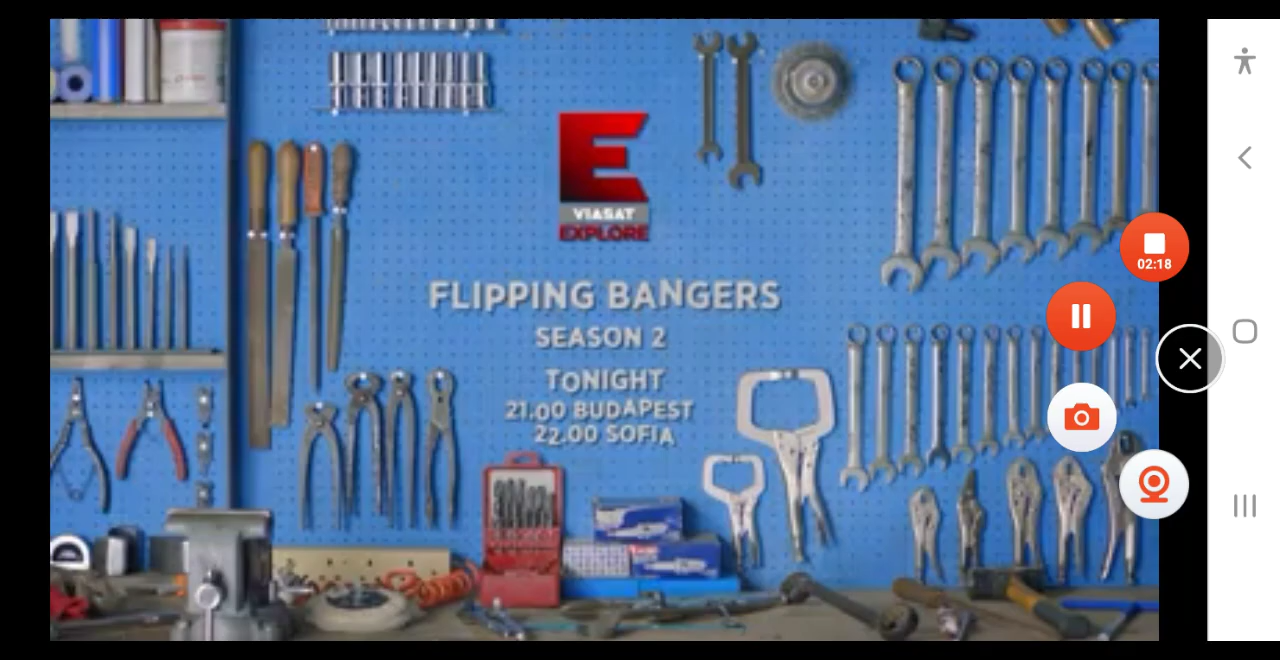 VIASAT
EXPLORE
FLIPPING BANGERS
SEASON 2
TONIGHT
21.00 BUDAPEST
22.00 SOFIA
02:18